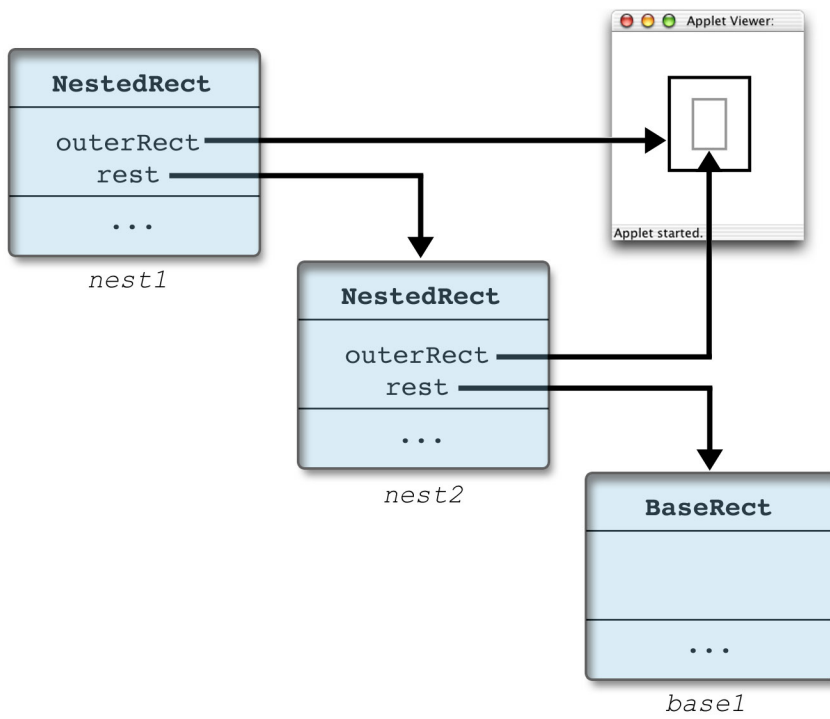 Applet Viewer:
NestedRect
outerRect
rest
...
nest1
Applet started.
NestedRect
outerRect
rest
...
nest2
BaseRect
...
base1